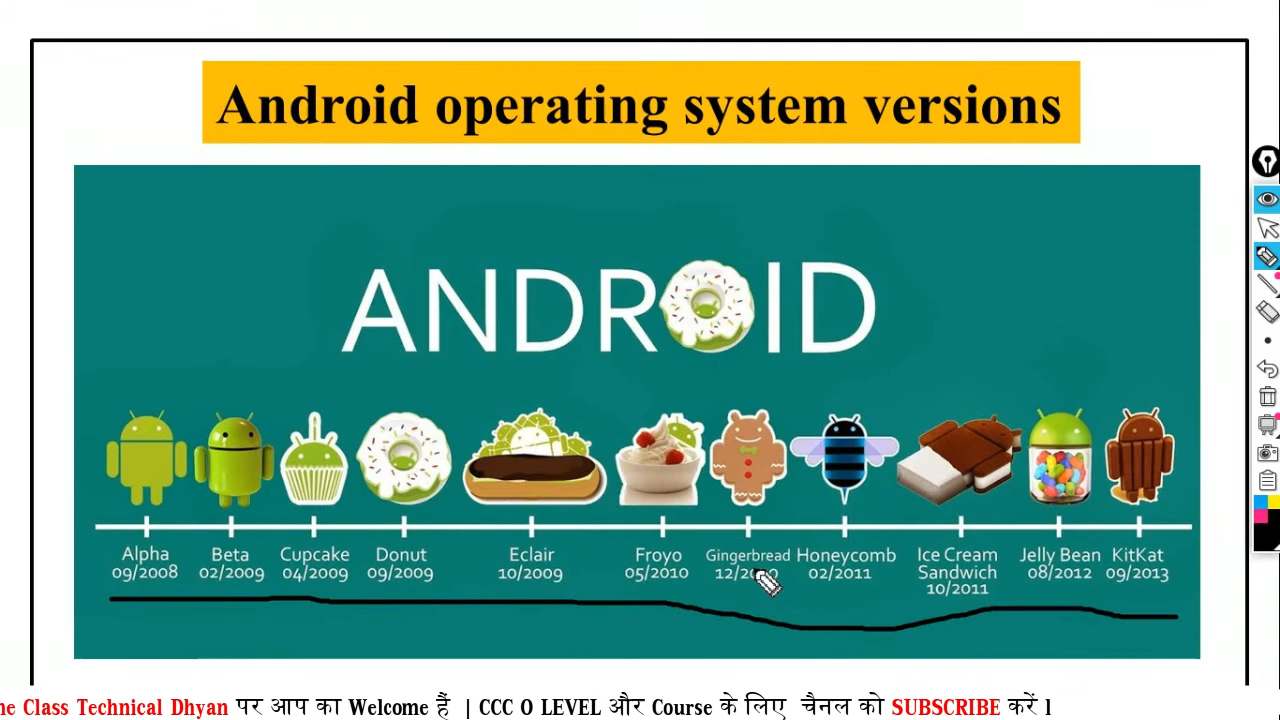 Android operating system versions
ANDROID
Alpha
09/2008
Beta
02/2009
Cupcake
04/2009
Donut
09/2009
Eclair
10/2009
Froyo
05/2010
Gingerbread
Honeycomb
02/2011
Ice Cream
Sandwich
10/2011
Jelly Bean
08/2012
KitKat
09/2013
Class Technical Dhyan पर आप का Welcome हैं | CCC O LEVEL और Course के लिए चैनल को SUBSCRIBE करें l